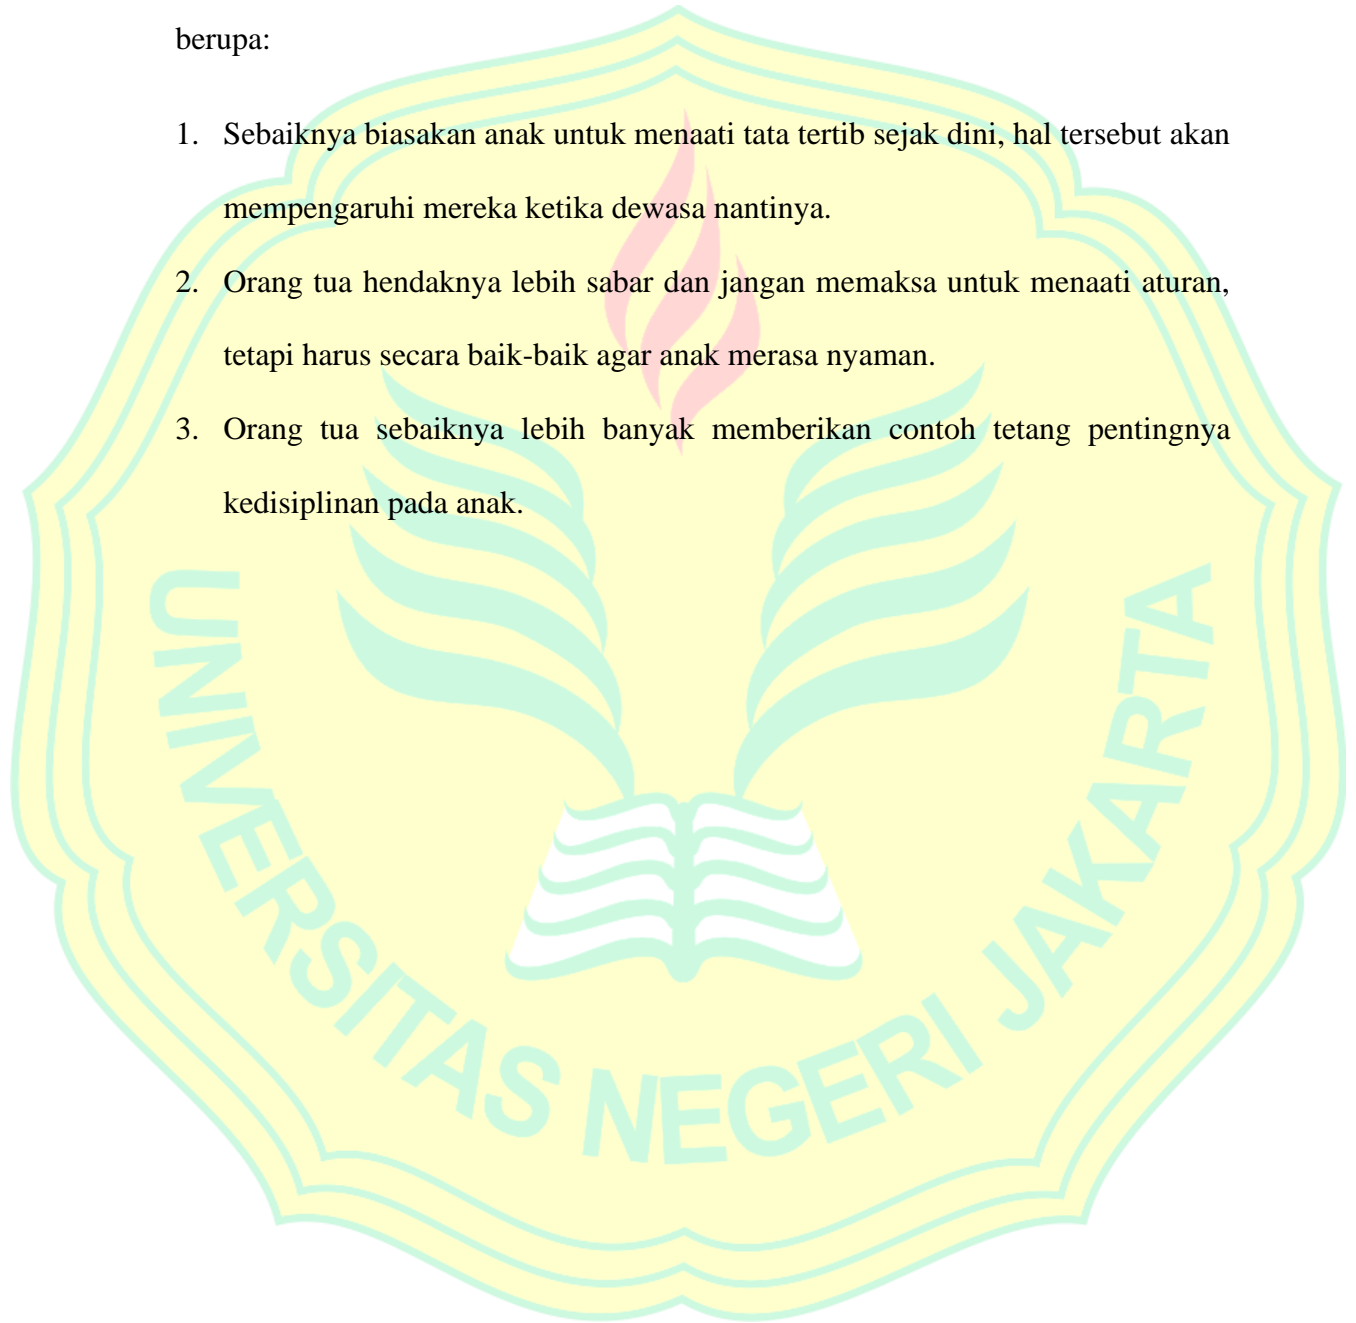 berupa:
1. Sebaiknya biasakan anak untuk menaati tata tertib sejak dini, hal tersebut akan
mempengaruhi mereka ketika dewasa nantinya.
2. Orang tua hendaknya lebih sabar dan jangan memaksa untuk menaati aturan,
tetapi harus secara baik-baik agar anak merasa nyaman.
3. Orang tua sebaiknya lebih banyak memberikan contoh tetang pentingnya
kedisiplinan pada anak.
UNIVERSITAS NEGERI JAKARTA